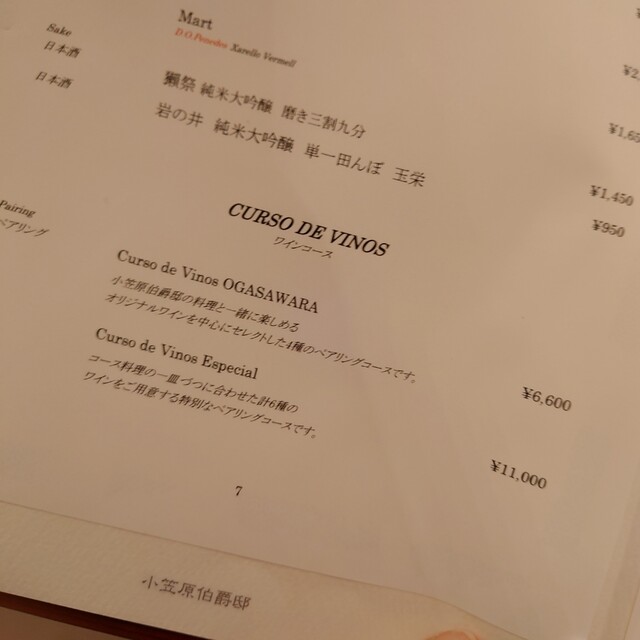 Mart
D.O.Penedes Xarello Vermell
Sake
日本酒 獺祭 純米大吟醸 磨き三割九分 ¥1,450
日本酒 岩の井 純米大吟醸 単一田んぼ 玉栄 ¥950
CURSO DE VINOS
ワインコース
Pairing
ペアリング
Curso de Vinos OGASAWARA
小笠原伯爵邸の料理と一緒に楽しめる
オリジナルワインを中心にセレクトした4種のペアリングコースです。
¥6,600
Curso de Vinos Especial
コース料理の一皿づつに合わせた計6種の
ワインをご用意する特別なペアリングコースです。
¥11,000
7
小笠原伯爵邸